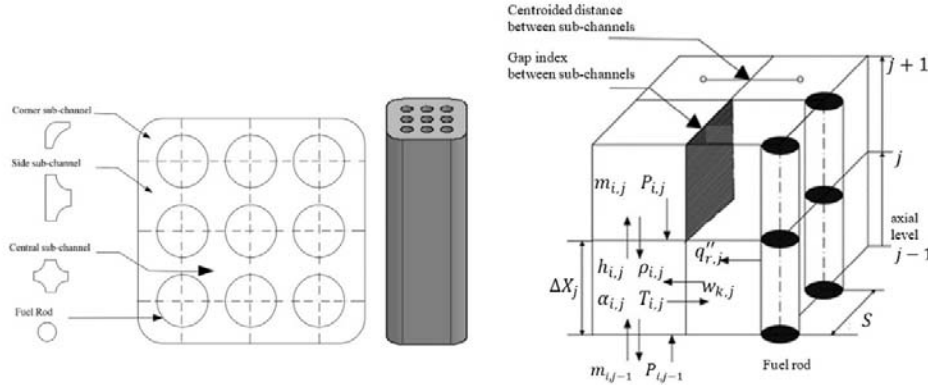 Corner sub-channel
Side sub-channel
Central sub-channel
Fuel Rod
Centroided distance
between sub-channels
Gap index
between sub-channels
j + 1
j
axial
level
j − 1
m_{i,j} P_{i,j}
h_{i,j} ρ_{i,j}
α_{i,j} T_{i,j}
q''_{r,j}
w_{k,j}
ΔX_j
S
m_{i,j−1} P_{i,j−1}
Fuel rod